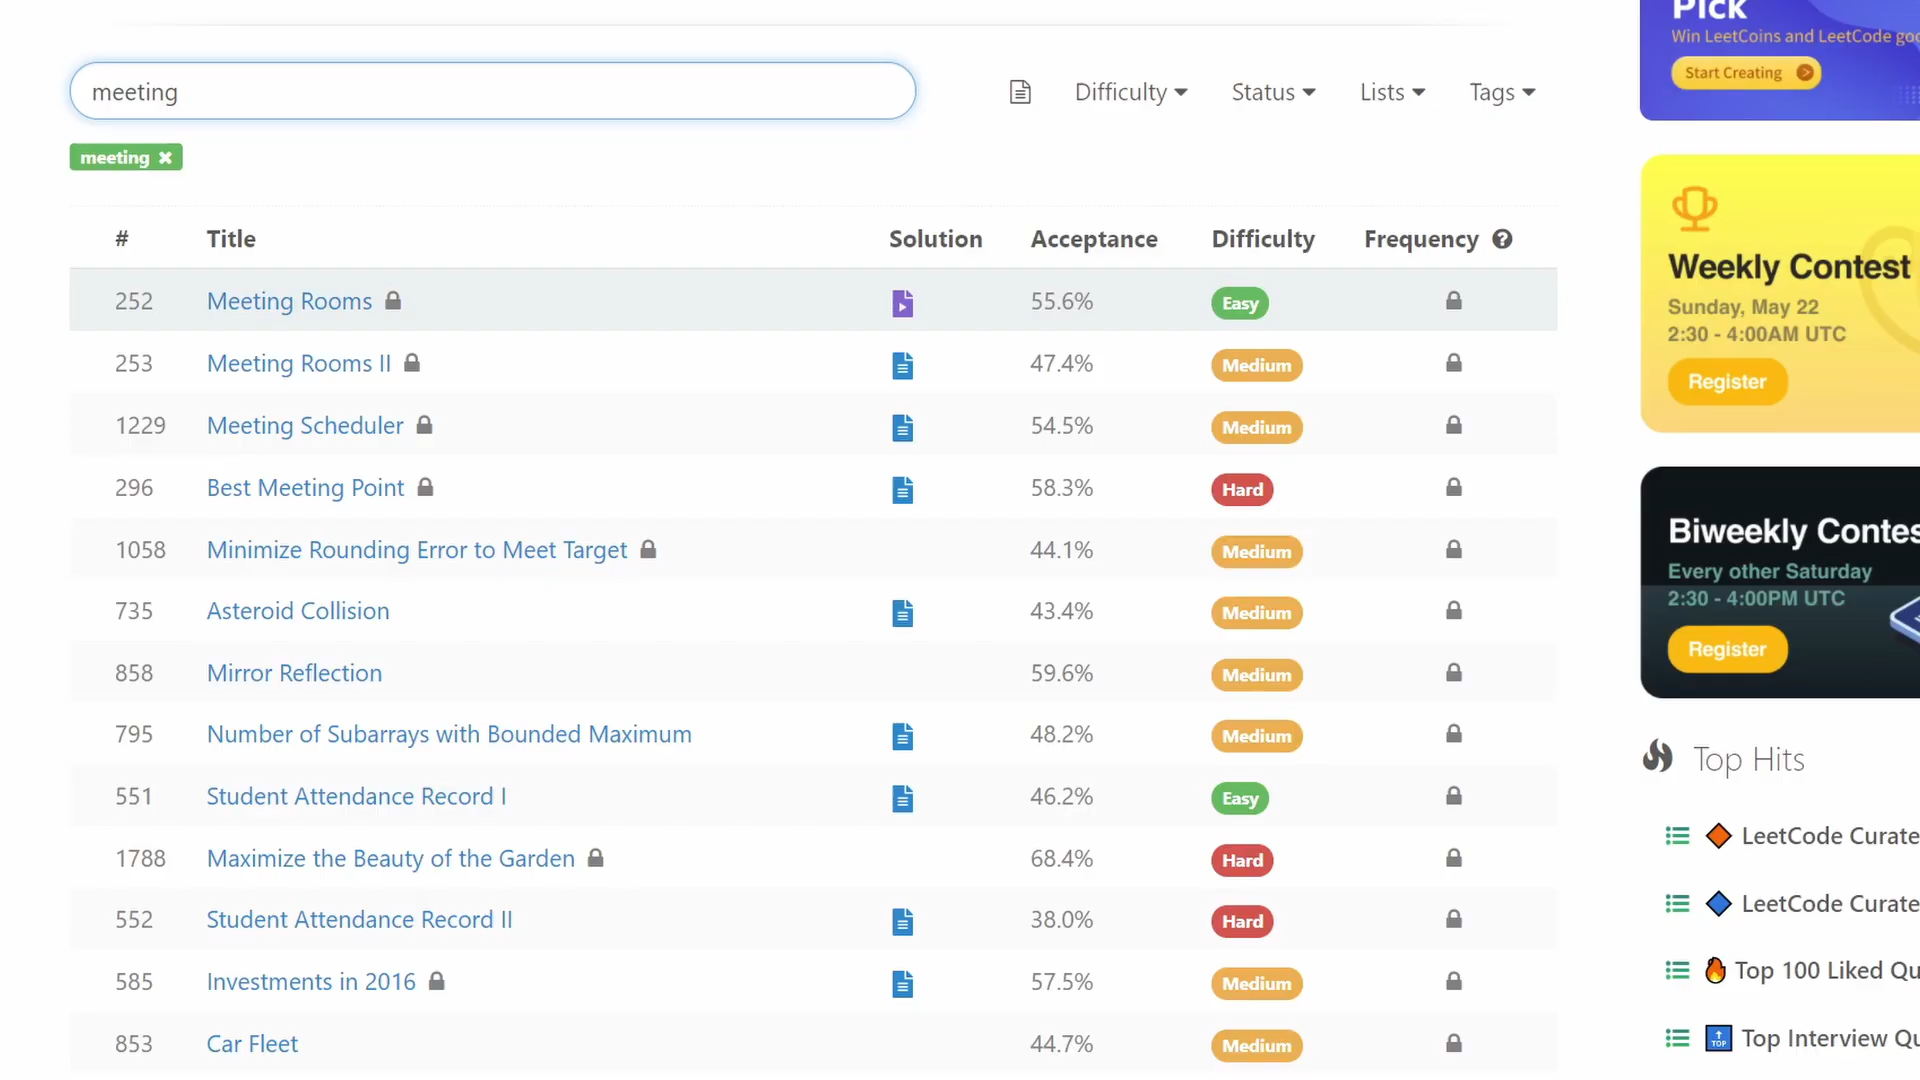 meeting
Difficulty
Status
Lists
Tags
meeting
# Title Solution Acceptance Difficulty Frequency
252 Meeting Rooms 55.6% Easy
253 Meeting Rooms II 47.4% Medium
1229 Meeting Scheduler 54.5% Medium
296 Best Meeting Point 58.3% Hard
1058 Minimize Rounding Error to Meet Target 44.1% Medium
735 Asteroid Collision 43.4% Medium
858 Mirror Reflection 59.6% Medium
795 Number of Subarrays with Bounded Maximum 48.2% Medium
551 Student Attendance Record I 46.2% Easy
1788 Maximize the Beauty of the Garden 68.4% Hard
552 Student Attendance Record II 38.0% Hard
585 Investments in 2016 57.5% Medium
853 Car Fleet 44.7% Medium
Pick
Win LeetCoins and LeetCode goo
Start Creating
Weekly Contest
Sunday, May 22
2:30 - 4:00AM UTC
Register
Biweekly Contes
Every other Saturday
2:30 - 4:00PM UTC
Register
Top Hits
LeetCode Curate
LeetCode Curate
Top 100 Liked Qu
TOP
Top Interview Qu